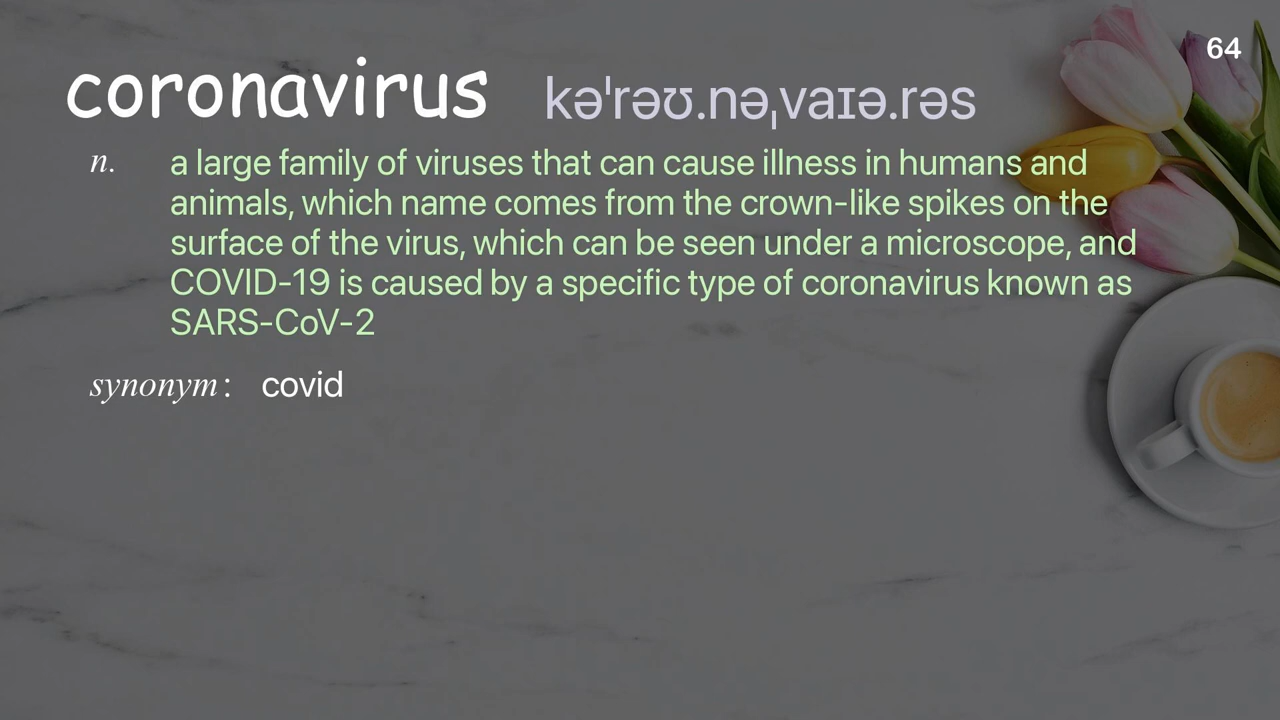 64
coronavirus kəˈrəʊ.nəˌvaɪə.rəs
n. a large family of viruses that can cause illness in humans and
animals, which name comes from the crown-like spikes on the
surface of the virus, which can be seen under a microscope, and
COVID-19 is caused by a specific type of coronavirus known as
SARS-CoV-2
synonym: covid